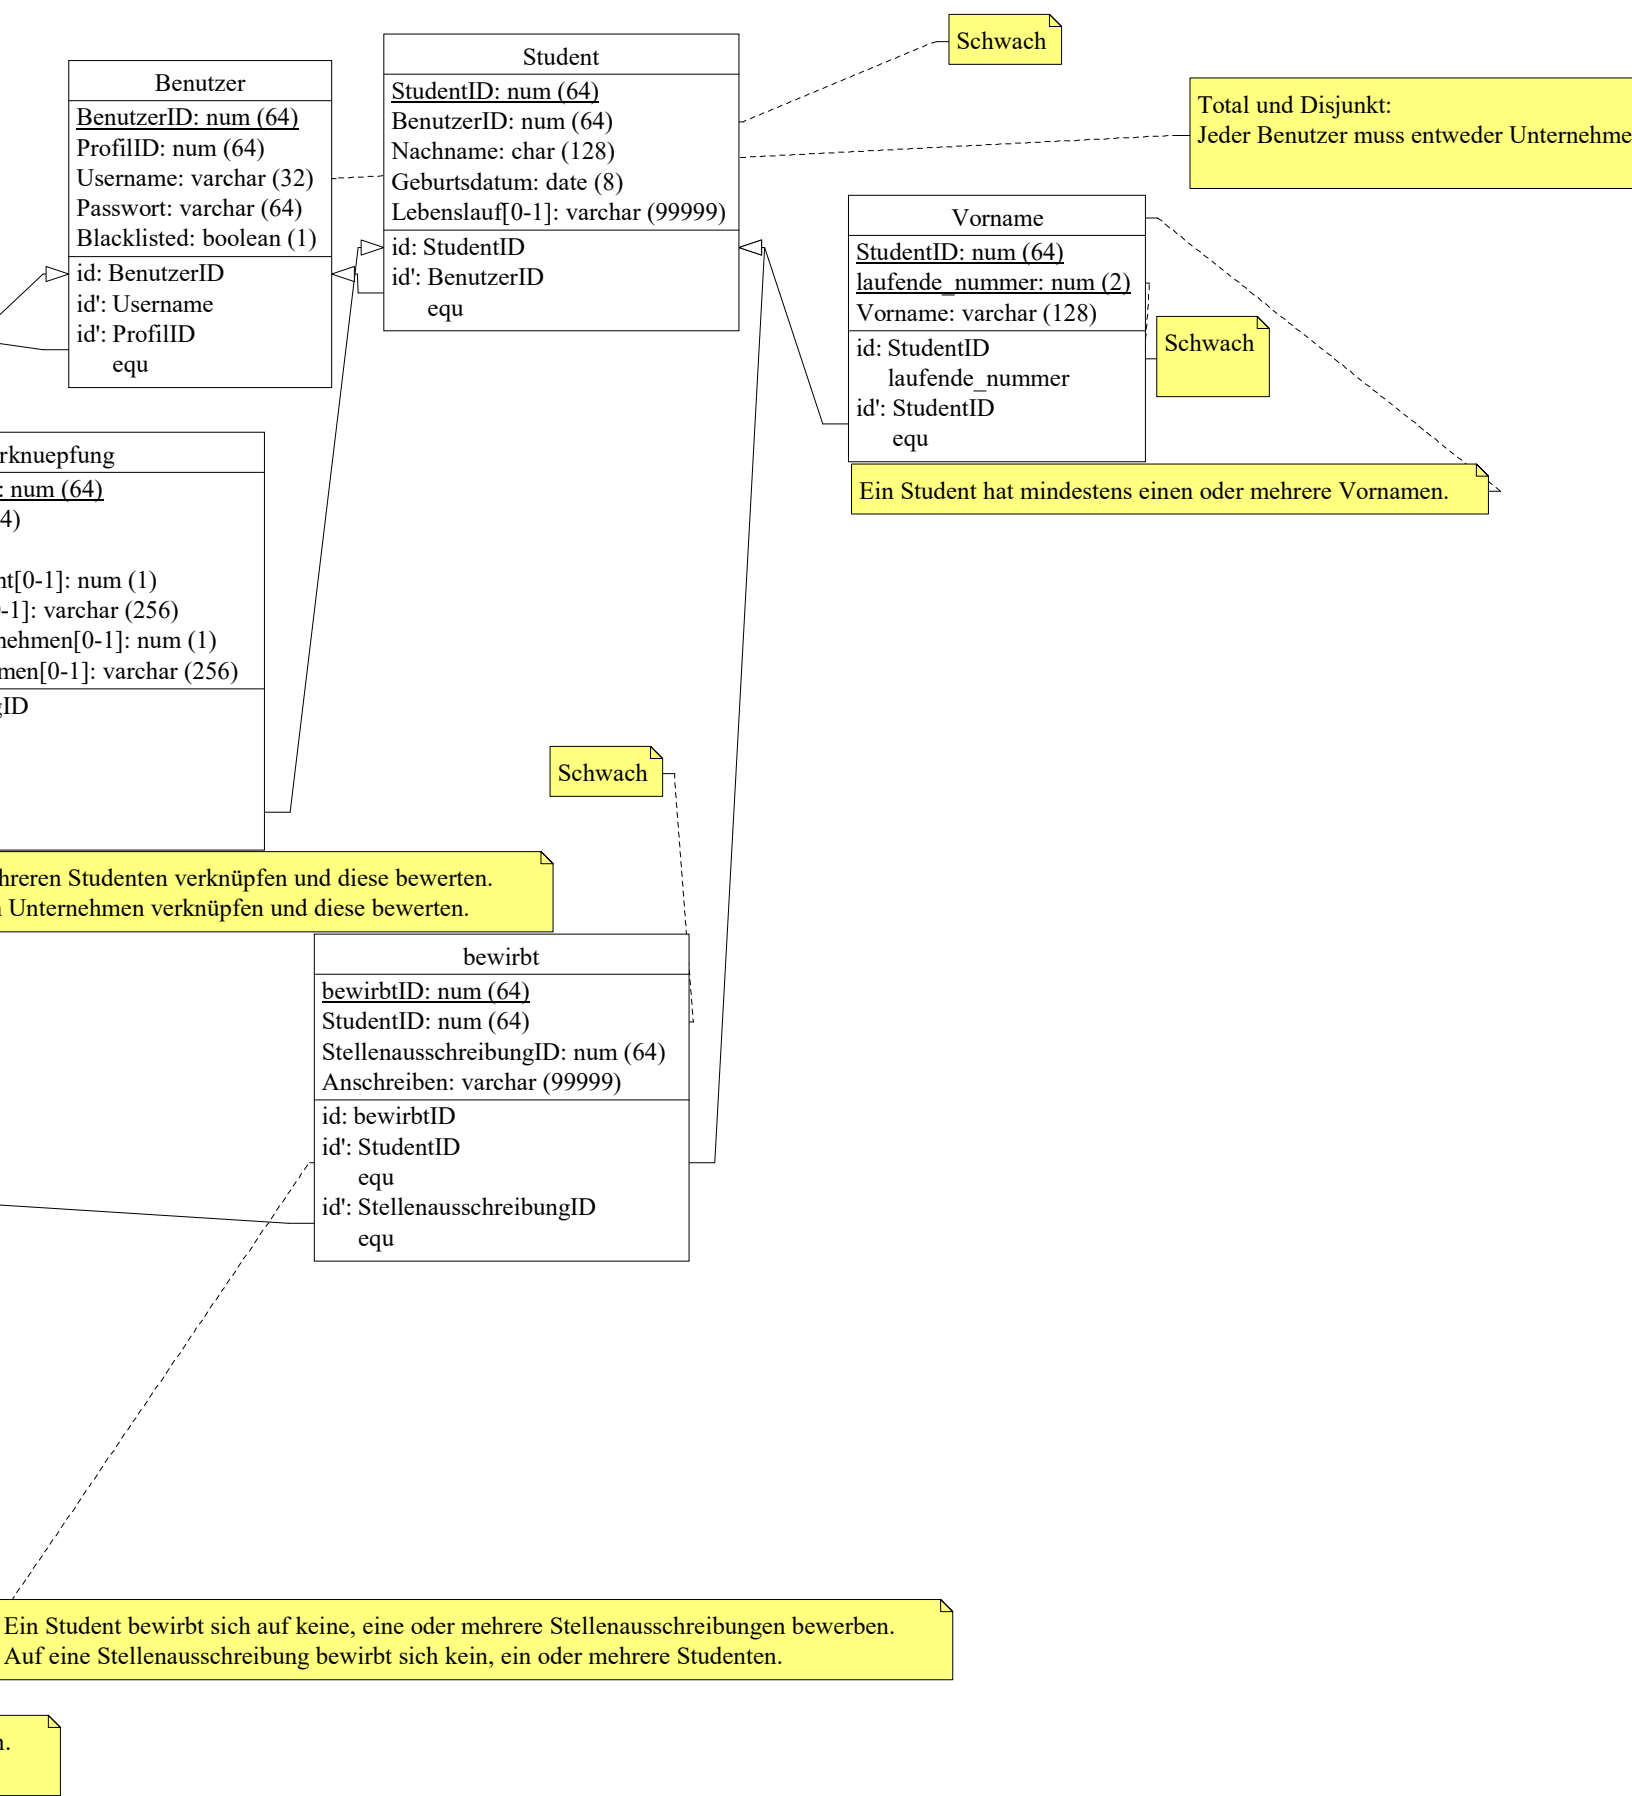 Schwach
Student
StudentID: num (64)
BenutzerID: num (64)
Nachname: char (128)
Geburtsdatum: date (8)
Lebenslauf[0-1]: varchar (99999)
id: StudentID
id': BenutzerID
equ
Benutzer
BenutzerID: num (64)
ProfilID: num (64)
Username: varchar (32)
Passwort: varchar (64)
Blacklisted: boolean (1)
id: BenutzerID
id': Username
id': ProfilID
equ
Total und Disjunkt:
Jeder Benutzer muss entweder Unternehme
Vorname
StudentID: num (64)
laufende_nummer: num (2)
Vorname: varchar (128)
id: StudentID
laufende_nummer
id': StudentID
equ
Schwach
Ein Student hat mindestens einen oder mehrere Vornamen.
rknuepfung
: num (64)
4)
nt[0-1]: num (1)
-1]: varchar (256)
nehmen[0-1]: num (1)
men[0-1]: varchar (256)
gID
Schwach
hreren Studenten verknüpfen und diese bewerten.
n Unternehmen verknüpfen und diese bewerten.
bewirbt
bewirbtID: num (64)
StudentID: num (64)
StellenausschreibungID: num (64)
Anschreiben: varchar (99999)
id: bewirbtID
id': StudentID
equ
id': StellenausschreibungID
equ
Ein Student bewirbt sich auf keine, eine oder mehrere Stellenausschreibungen bewerben.
Auf eine Stellenausschreibung bewirbt sich kein, ein oder mehrere Studenten.
n.